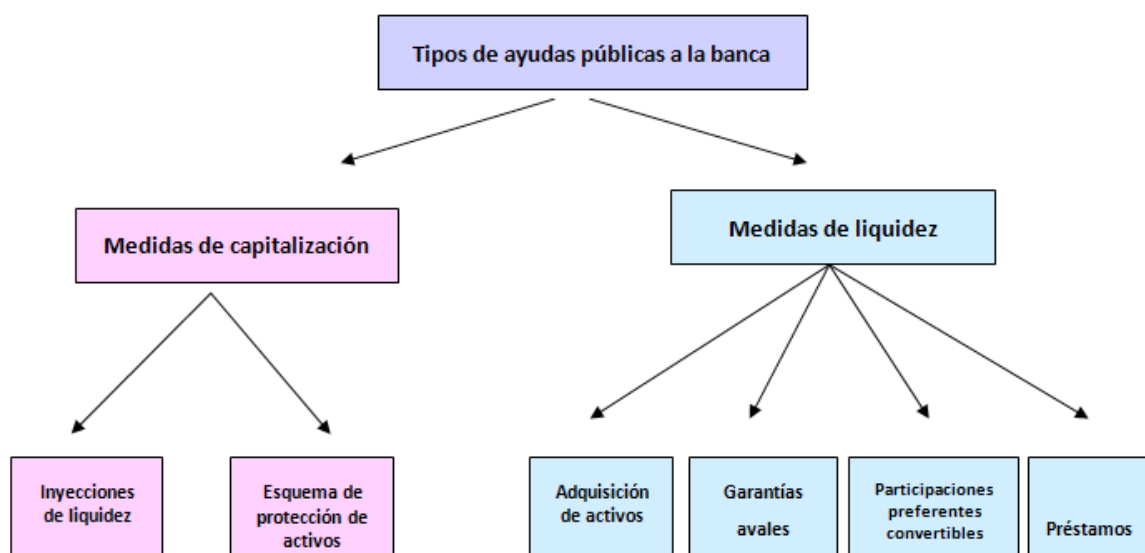 Tipos de ayudas públicas a la banca
Medidas de capitalización
Medidas de liquidez
Inyecciones
de liquidez
Esquema de
protección de
activos
Adquisición
de activos
Garantías
avales
Participaciones
preferentes
convertibles
Préstamos